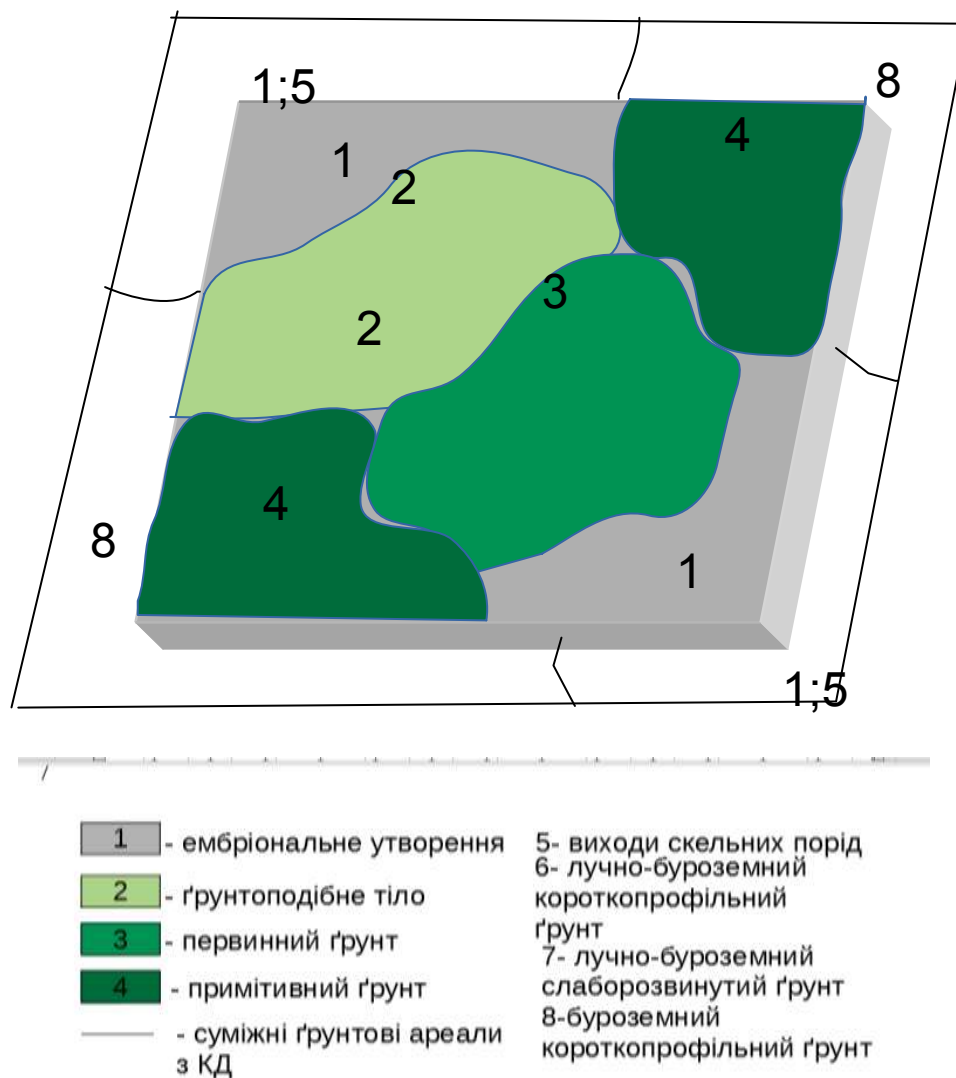 1;5
8
4
1
2
3
2
4
8
1
1;5
1 - ембріональне утворення
2 - ґрунтоподібне тіло
3 - первинний ґрунт
4 - примітивний ґрунт
- суміжні ґрунтові ареали
з КД
5- виходи скельних порід
6- лучно-буроземний
короткопрофільний
ґрунт
7- лучно-буроземний
слаборозвинутий ґрунт
8-буроземний
короткопрофільний ґрунт